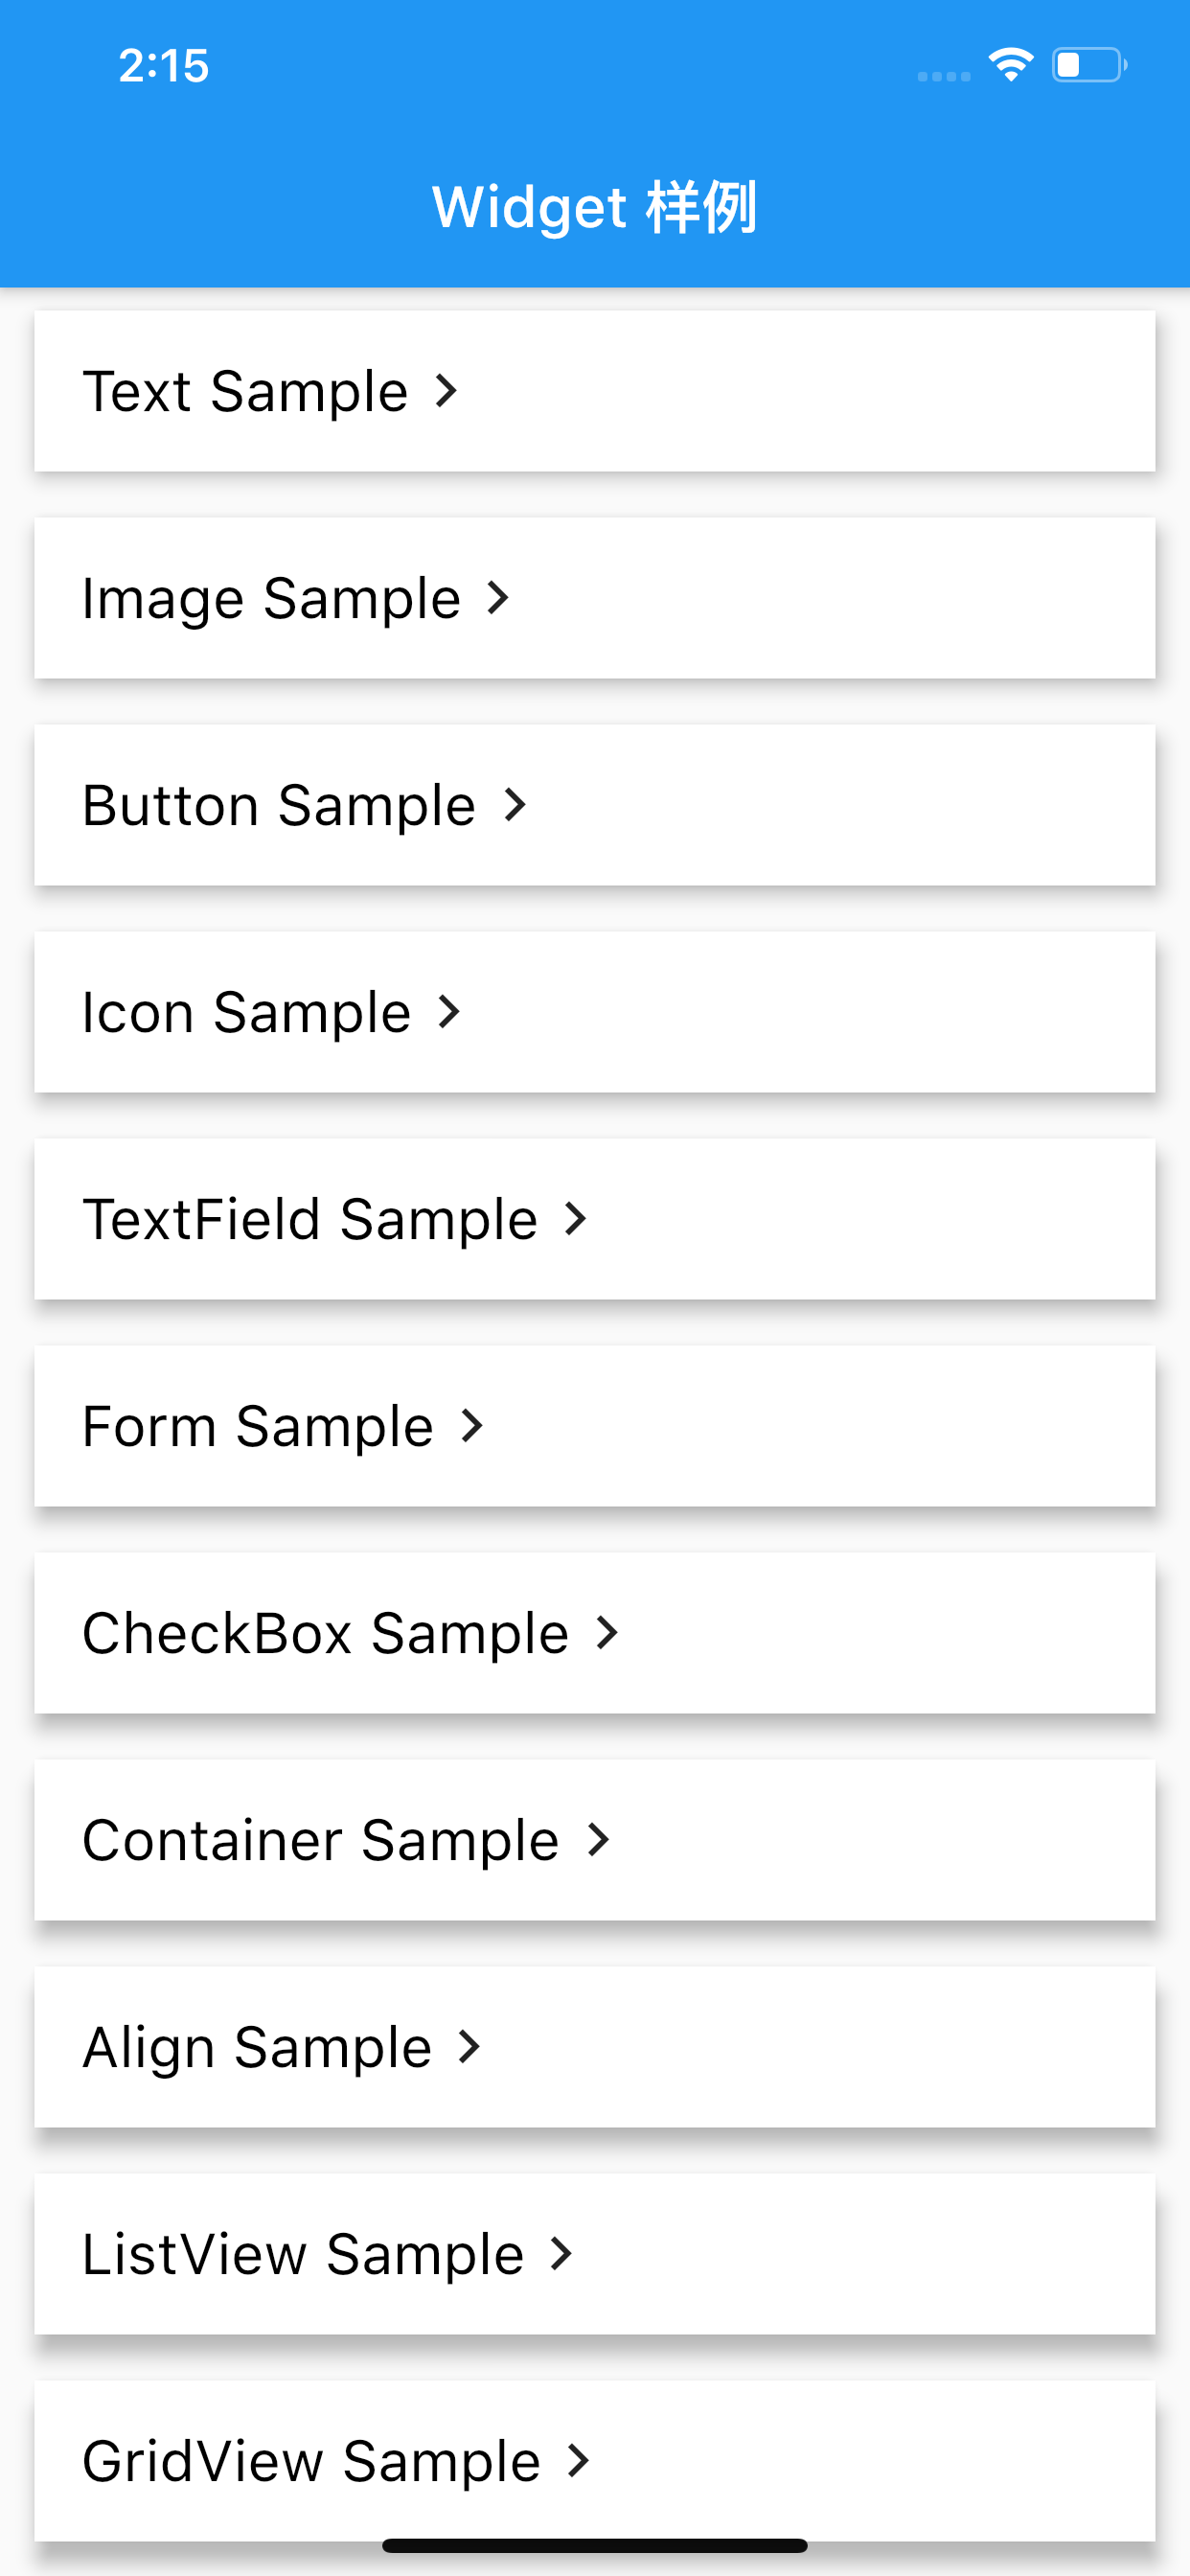 2:15
Widget 样例
Text Sample
Image Sample
Button Sample
Icon Sample
TextField Sample
Form Sample
CheckBox Sample
Container Sample
Align Sample
ListView Sample
GridView Sample